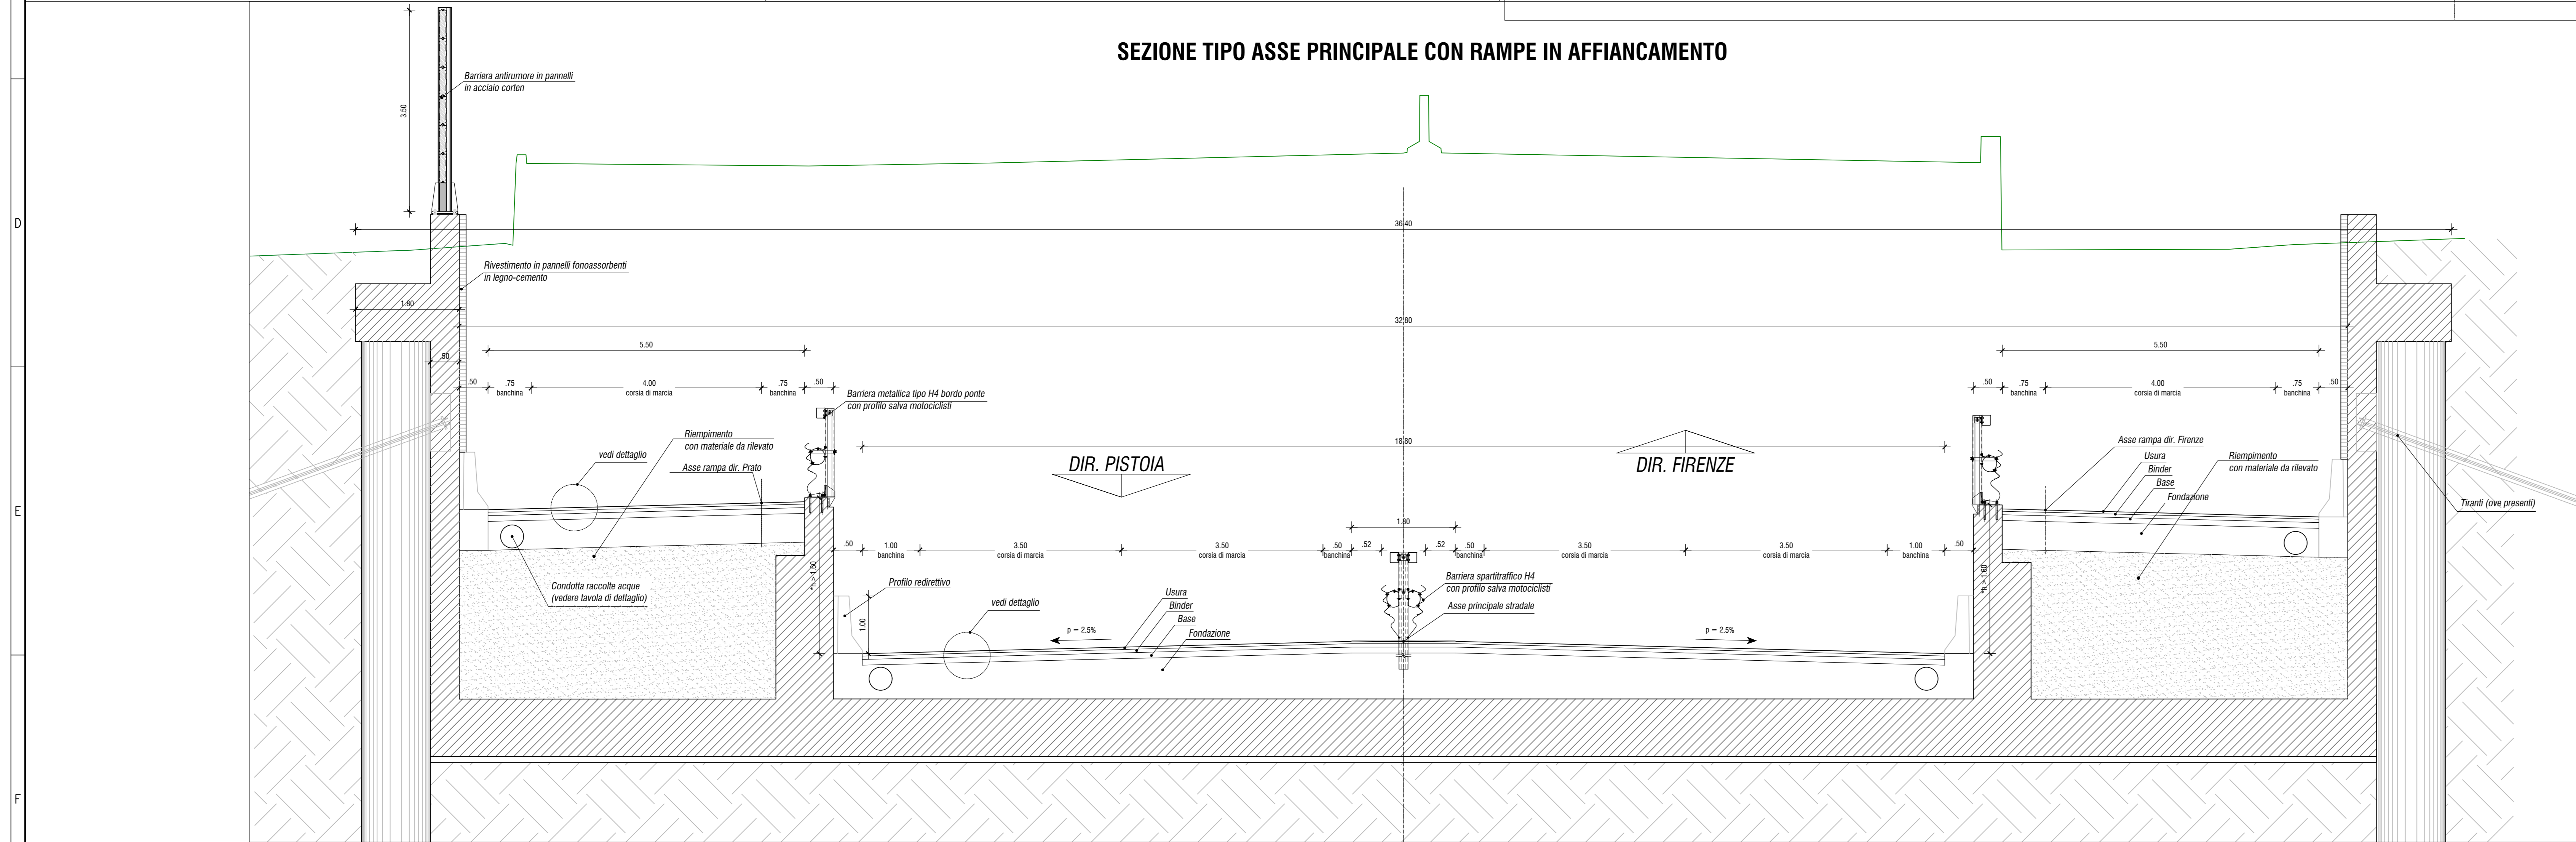 SEZIONE TIPO ASSE PRINCIPALE CON RAMPE IN AFFIANCAMENTO
Barriera antirumore in pannelli
in acciaio corten
3.50
D
36.40
Rivestimento in pannelli fonoassorbenti
in legno-cemento
1.80
32.80
.50
5.50
5.50
.50
.75
banchina
4.00
corsia di marcia
.75
banchina
.50
.50
.75
banchina
4.00
corsia di marcia
.75
banchina
.50
Barriera metallica tipo H4 bordo ponte
con profilo salva motociclisti
Riempimento
con materiale da rilevato
vedi dettaglio
Asse rampa dir. Prato
18.80
DIR. PISTOIA
DIR. FIRENZE
Asse rampa dir. Firenze
Usura
Binder
Base
Fondazione
Riempimento
con materiale da rilevato
Tiranti (ove presenti)
E
1.80
.50
1.00
banchina
3.50
corsia di marcia
3.50
corsia di marcia
.50
banchina
.52
.52
.50
banchina
3.50
corsia di marcia
3.50
corsia di marcia
1.00
banchina
.50
*h > 1.60
*h > 1.60
Condotta raccolte acque
(vedere tavola di dettaglio)
Profilo redirettivo
1.00
vedi dettaglio
Usura
Binder
Base
Fondazione
p = 2.5%
Barriera spartitraffico H4
con profilo salva motociclisti
Asse principale stradale
p = 2.5%
F